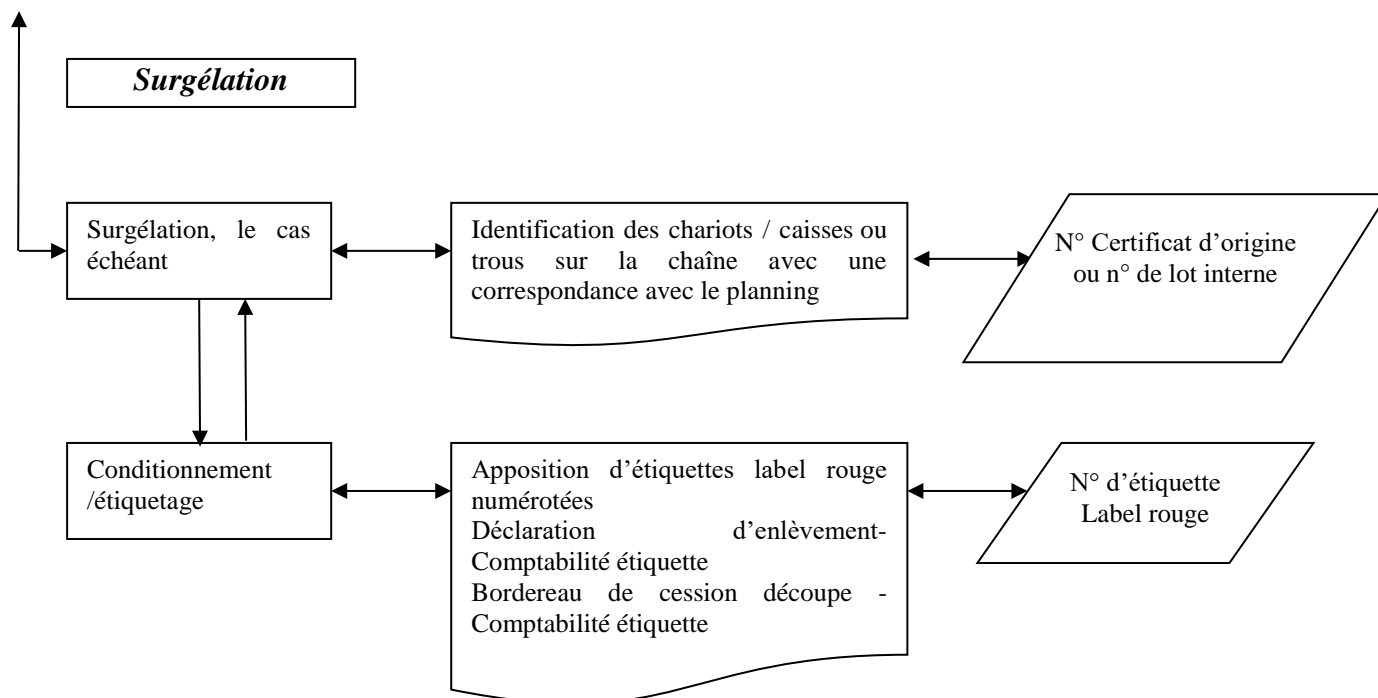 Surgélation
Surgélation, le cas
échéant
Identification des chariots / caisses ou
trous sur la chaîne avec une
correspondance avec le planning
N° Certificat d'origine
ou n° de lot interne
Conditionnement
/étiquetage
Apposition d'étiquettes label rouge
numérotées
Déclaration d'enlèvement-
Comptabilité étiquette
Bordereau de cession découpe -
Comptabilité étiquette
N° d'étiquette
Label rouge